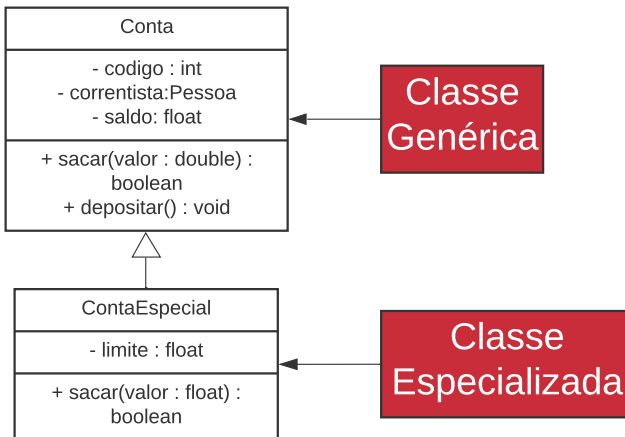 Conta
- codigo : int
- correntista:Pessoa
- saldo: float
+ sacar(valor : double) :
boolean
+ depositar() : void
Classe
Genérica
ContaEspecial
- limite : float
+ sacar(valor : float) :
boolean
Classe
Especializada